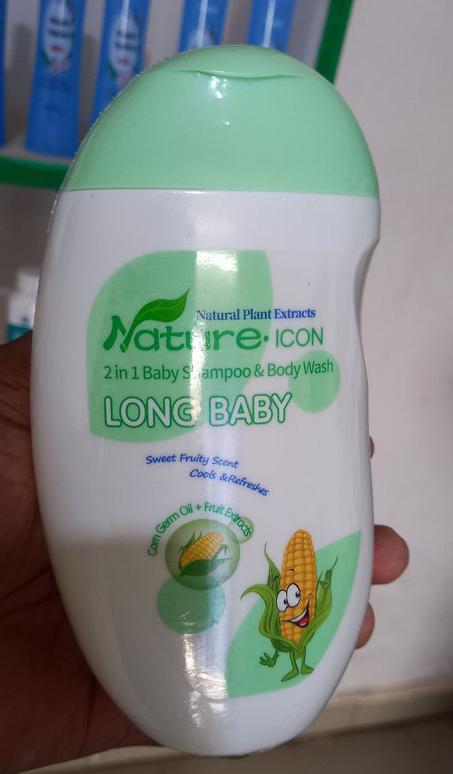 Natural Plant Extracts
Nature· ICON
2 in 1 Baby Shampoo & Body Wash
LONG BABY
Sweet Fruity Scent
Cools &Refreshes
Corn Germ Oil + Fruit Extracts